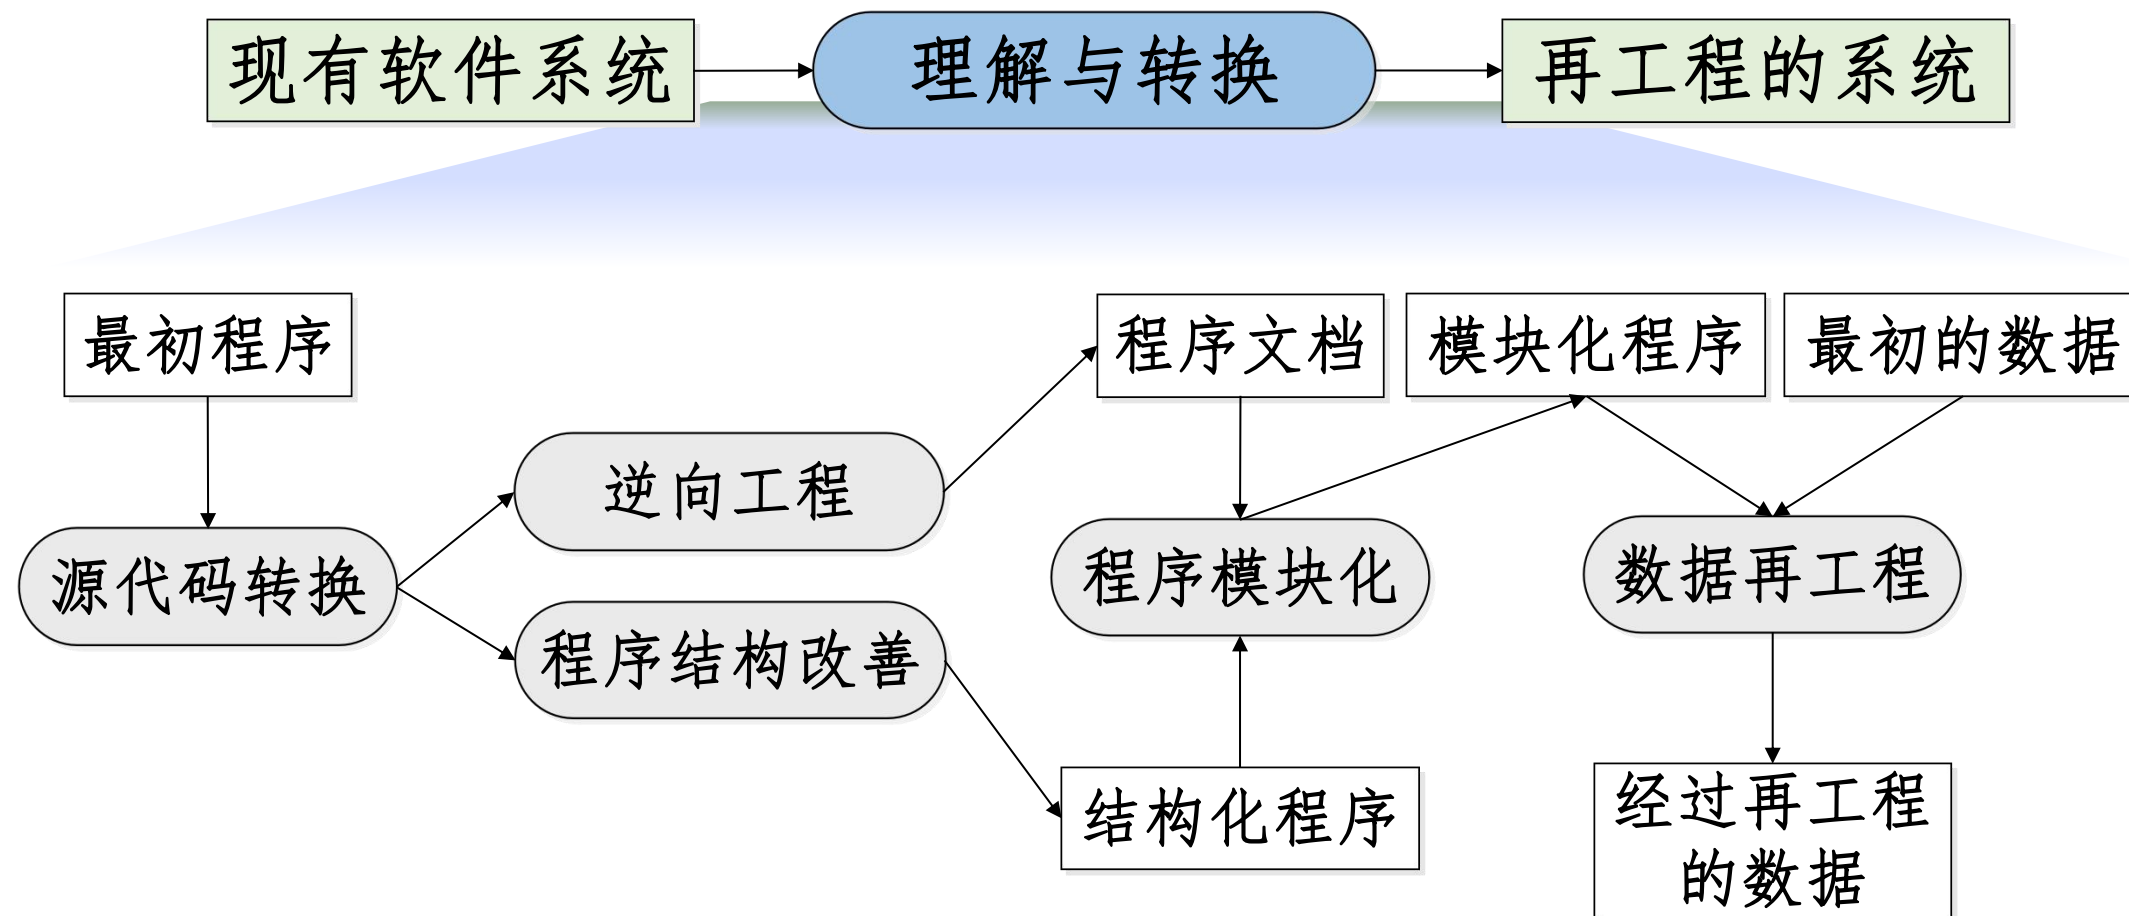 现有软件系统
理解与转换
再工程的系统
最初程序
程序文档
模块化程序
最初的数据
逆向工程
源代码转换
程序模块化
数据再工程
程序结构改善
结构化程序
经过再工程
的数据